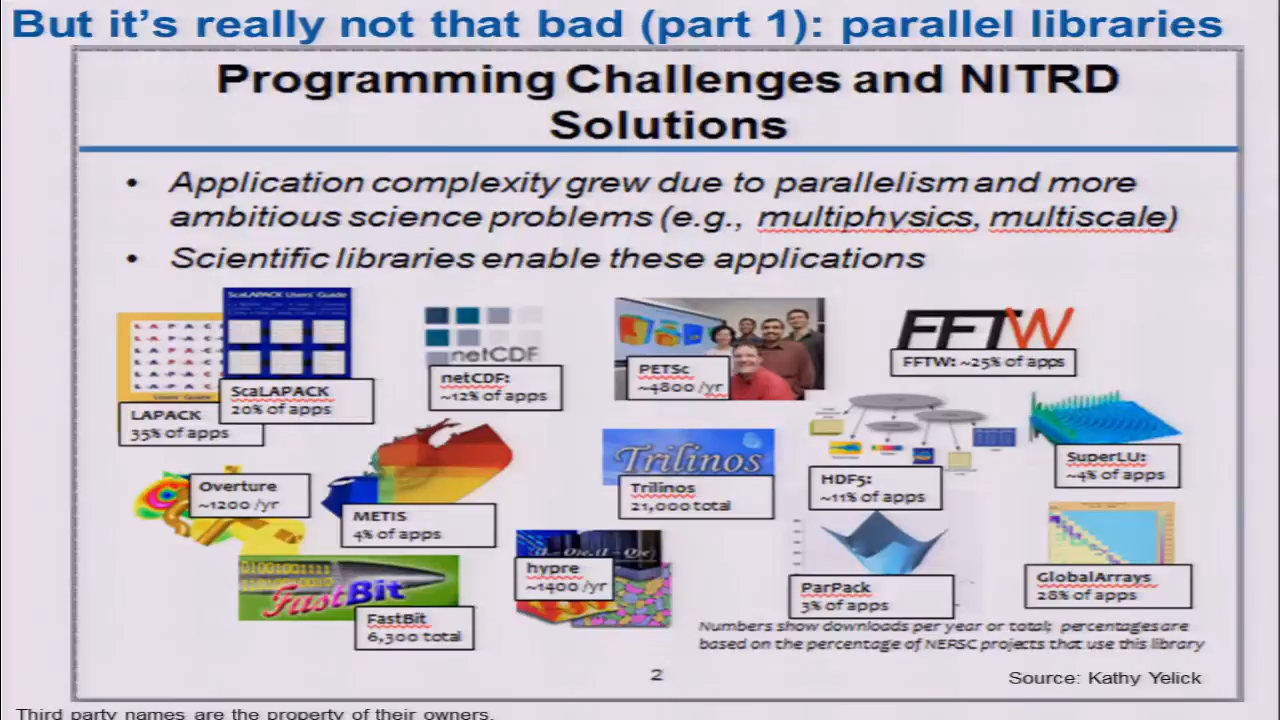 But it's really not that bad (part 1): parallel libraries
Programming Challenges and NITRD
Solutions
• Application complexity grew due to parallelism and more
ambitious science problems (e.g., multiphysics, multiscale)
• Scientific libraries enable these applications
ScaLAPACK Users' Guide
L A P A C
L A P A C
L A P A C
L A P A C
L A P A C
Users' Guide
LAPACK
35% of apps
ScaLAPACK
20% of apps
netCDF
netCDF:
~12% of apps
PETSc
~4800 /yr
FFTW
FFTW: ~25% of apps
Overture
~1200 /yr
METIS
4% of apps
Trilinos
Trilinos
21,000 total
HDF5:
~11% of apps
SuperLU:
~4% of apps
FastBit
FastBit
6,300 total
hypre
~1400 /yr
ParPack
3% of apps
GlobalArrays
28% of apps
Numbers show downloads per year or total; percentages are
based on the percentage of NERSC projects that use this library
2
Source: Kathy Yelick
Third party names are the property of their owners.